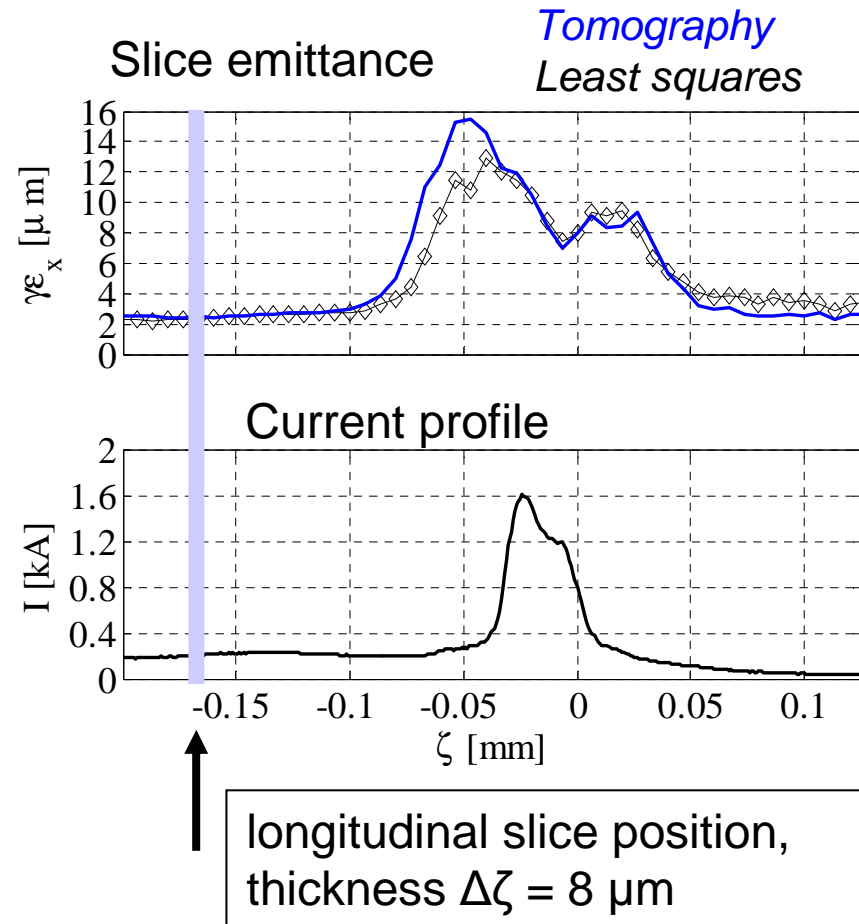 Tomography
Slice emittance
Least squares
16
14
12
10
8
6
4
2
0
γε x [μ m]
Current profile
2
1.6
1.2
0.8
0.4
0
I [kA]
-0.15 -0.1 -0.05 0 0.05 0.1
ζ [mm]
longitudinal slice position,
thickness Δζ = 8 µm